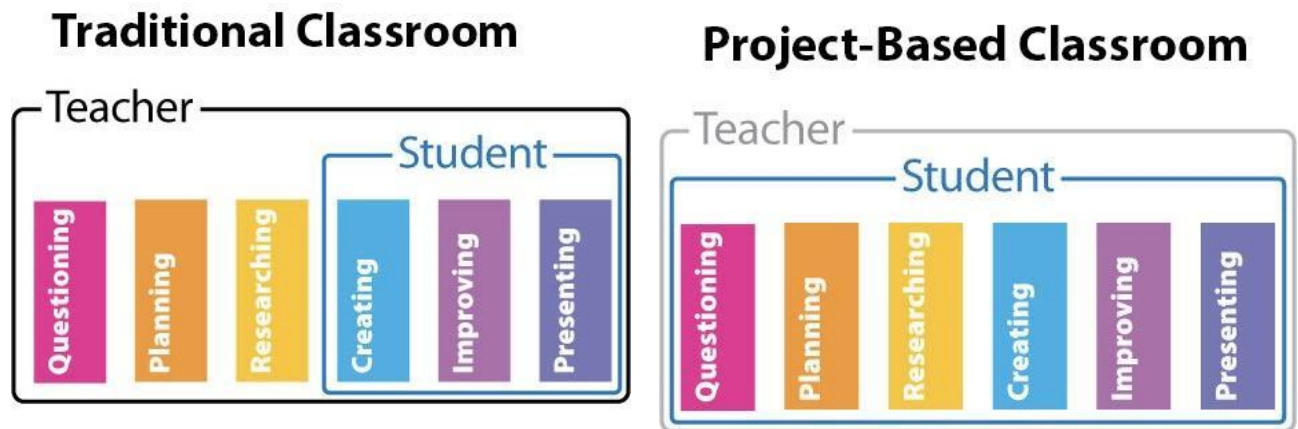 Traditional Classroom
Teacher
Student
Questioning
Planning
Researching
Creating
Improving
Presenting
Project-Based Classroom
Teacher
Student
Questioning
Planning
Researching
Creating
Improving
Presenting